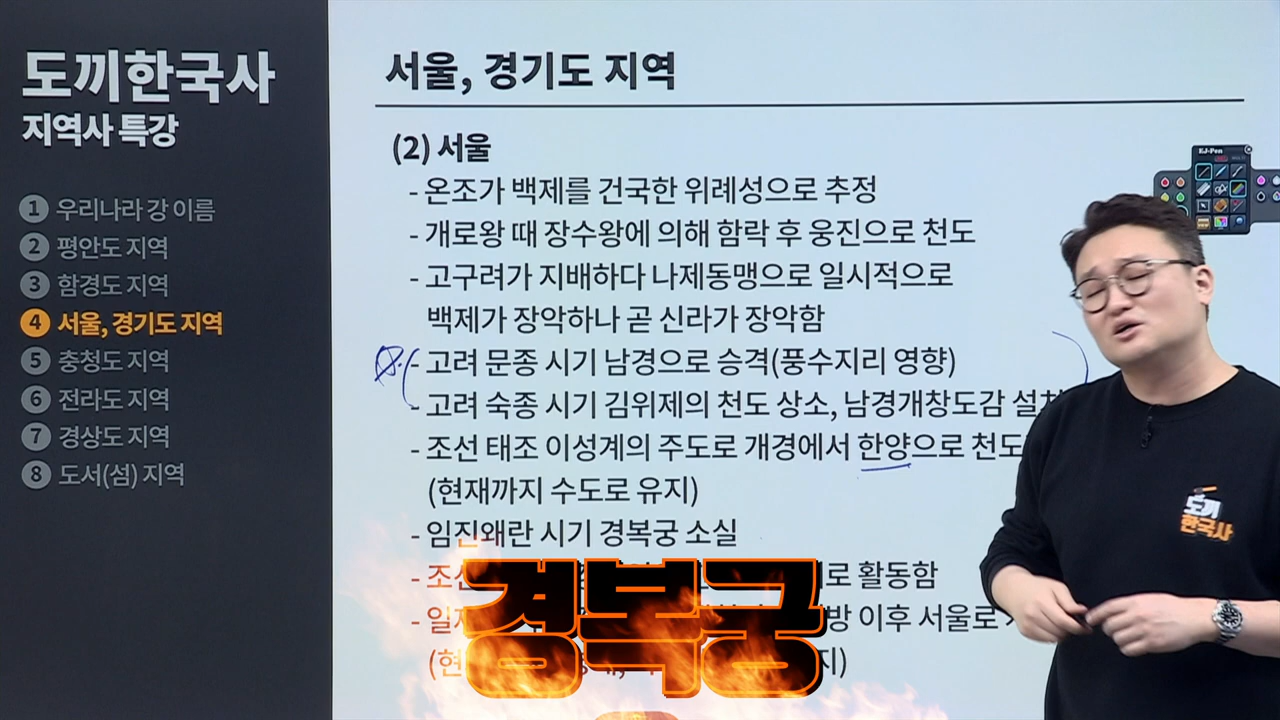 도끼한국사
지역사 특강
1 우리나라 강 이름
2 평안도 지역
3 함경도 지역
4 서울, 경기도 지역
5 충청도 지역
6 전라도 지역
7 경상도 지역
8 도서(섬) 지역
서울, 경기도 지역
(2) 서울
- 온조가 백제를 건국한 위례성으로 추정
- 개로왕 때 장수왕에 의해 함락 후 웅진으로 천도
- 고구려가 지배하다 나제동맹으로 일시적으로
백제가 장악하나 곧 신라가 장악함
- 고려 문종 시기 남경으로 승격(풍수지리 영향)
- 고려 숙종 시기 김위제의 천도 상소, 남경개창도감
- 조선 태조 이성계의 주도로 개경에서 한양으로 천도
(현재까지 수도로 유지)
- 임진왜란 시기 경복궁 소실
- 활동함
이후 서울로
경복궁
EJ-Pen
도끼
한국사